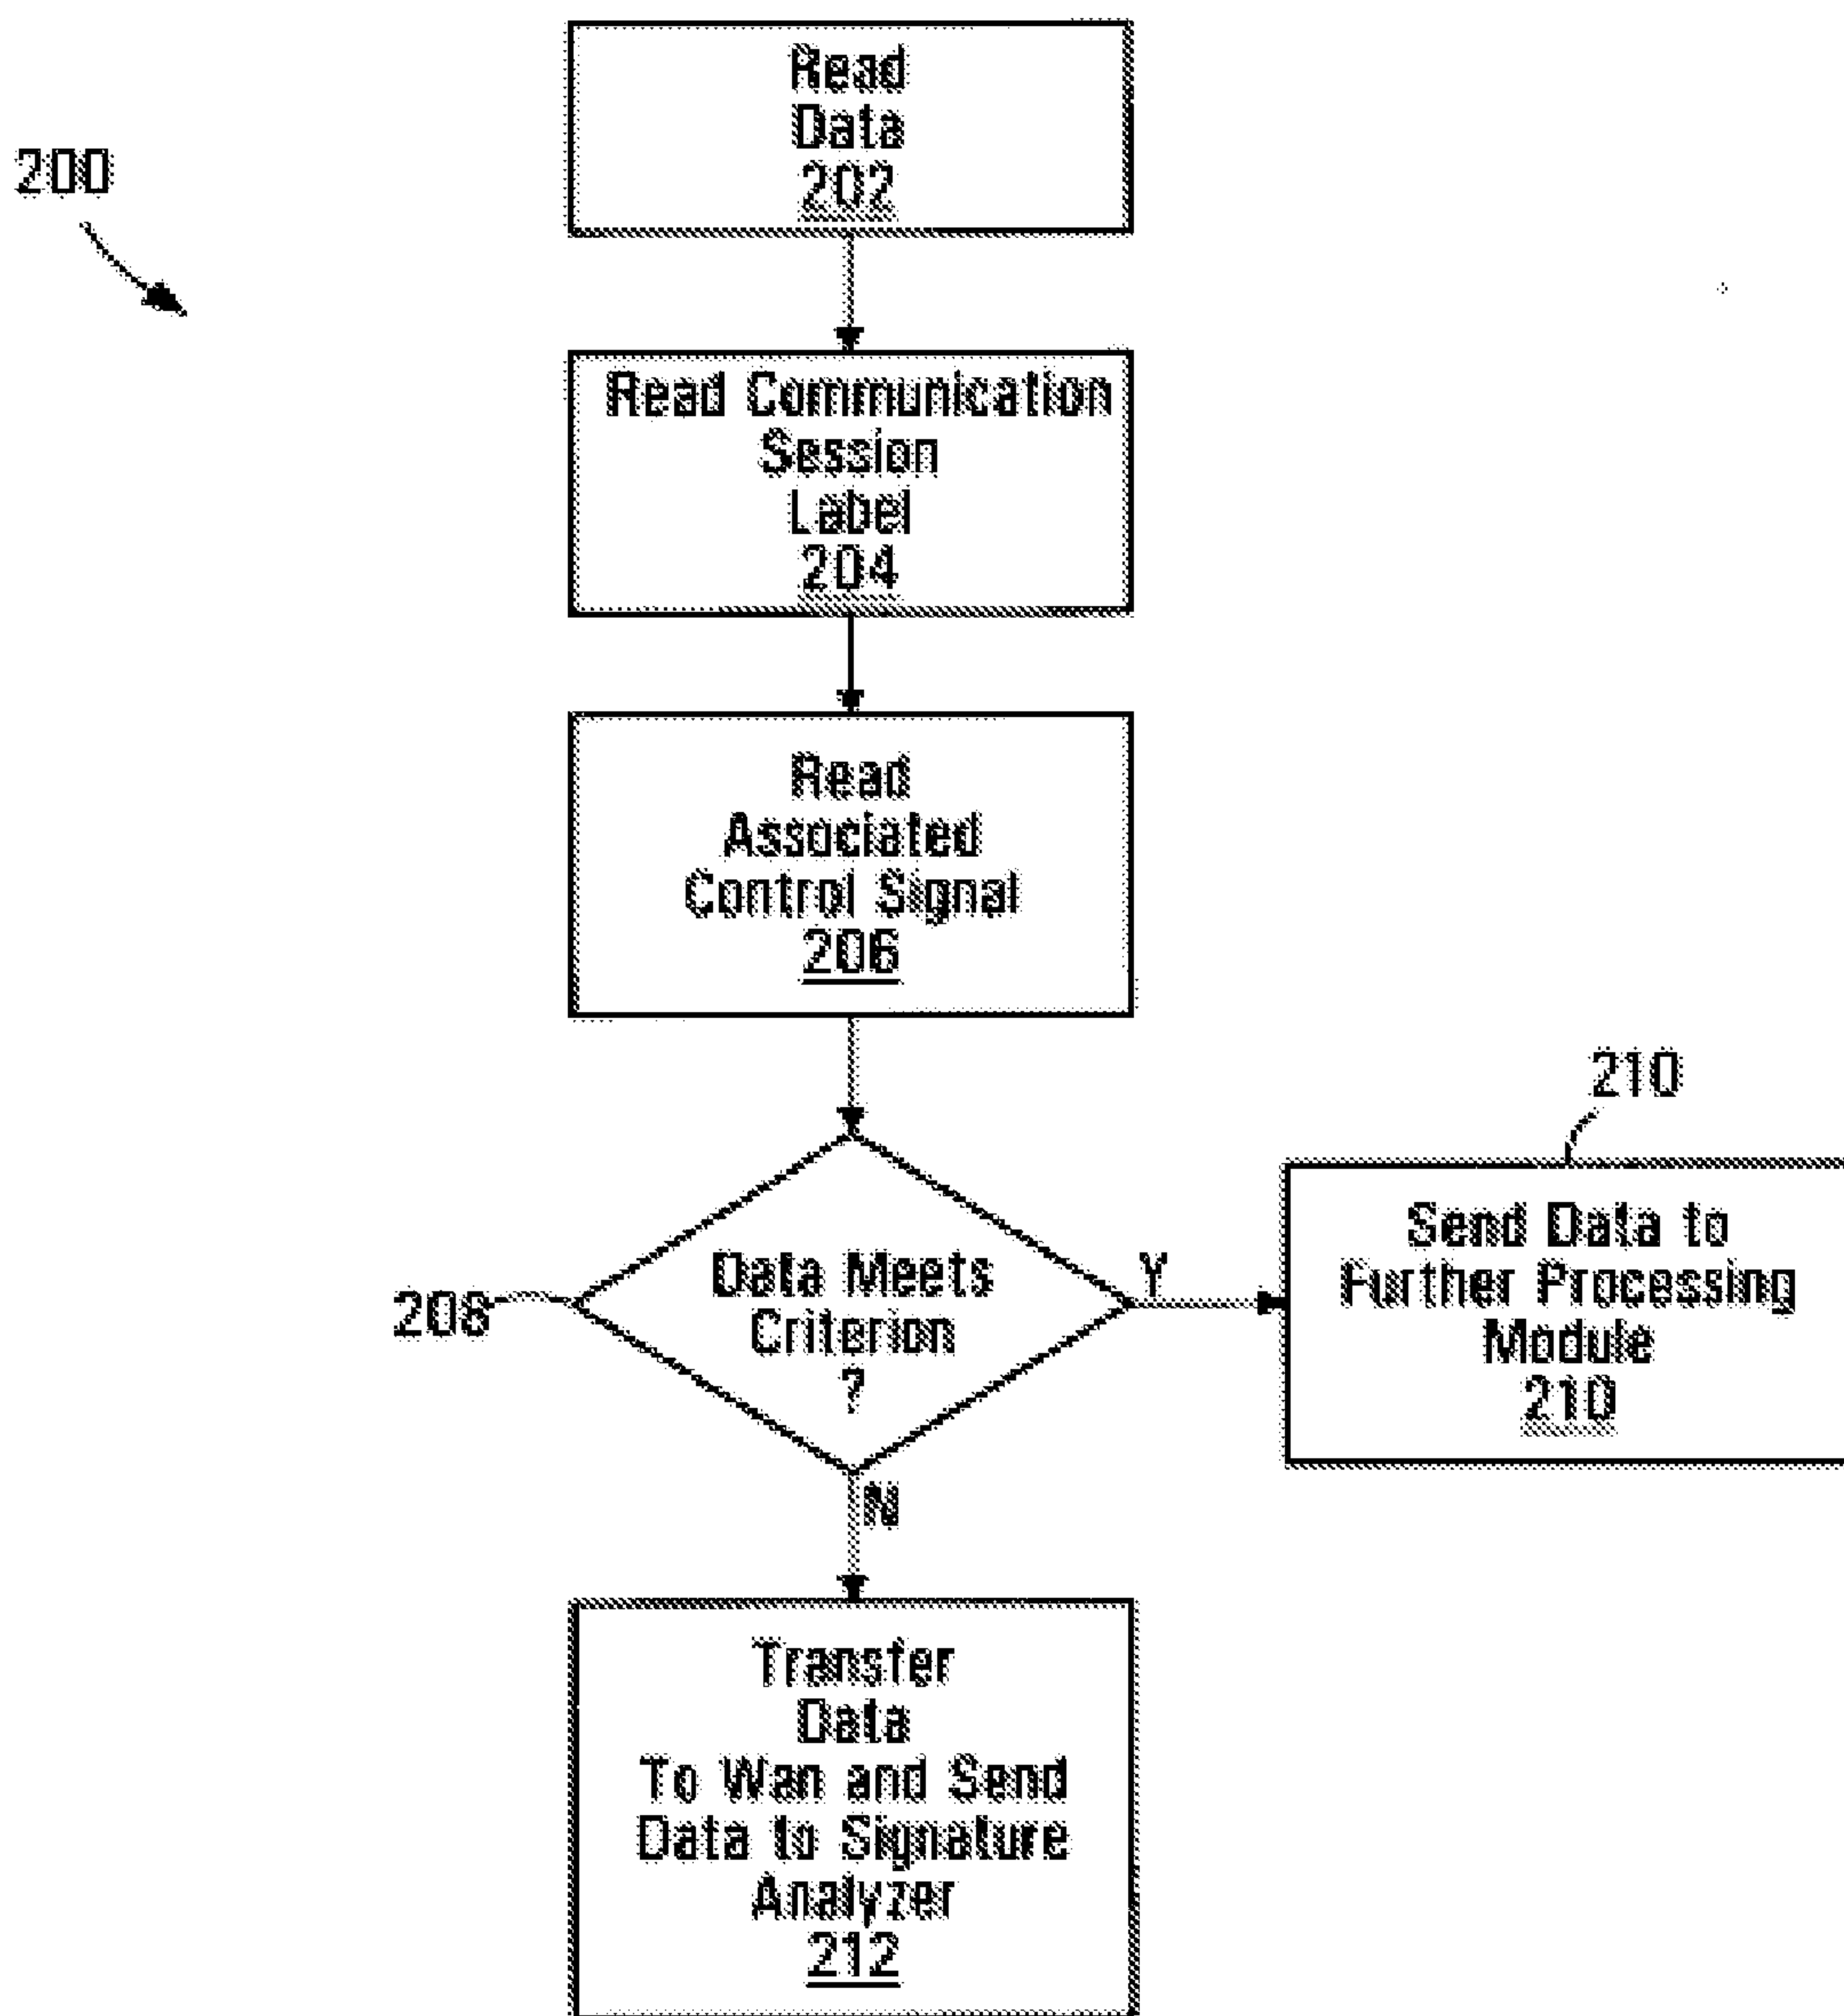 200
Read
Data
202
Read Communication
Session
Label
204
Read
Associated
Control Signal
206
208
Data Meets
Criterion
?
Y
N
210
Send Data to
Further Processing
Module
210
Transfer
Data
To Wan and Send
Data to Signature
Analyzer
212